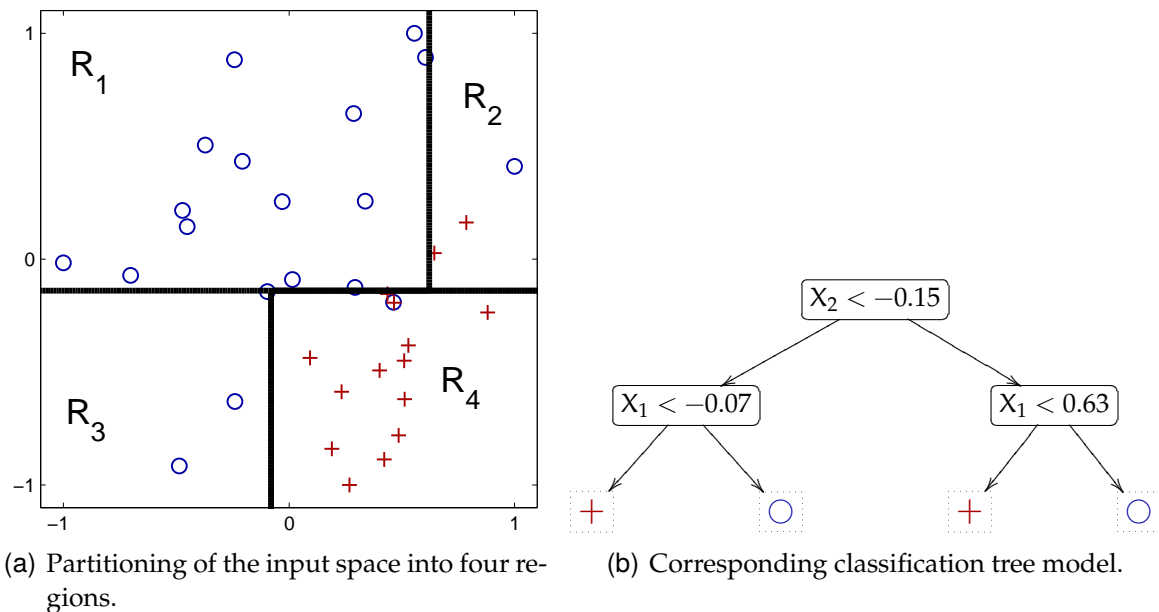 1
0
−1
−1
0
1
R1
R2
R3
R4
(a) Partitioning of the input space into four re-
gions.
X2 < −0.15
X1 < −0.07
X1 < 0.63
(b) Corresponding classification tree model.